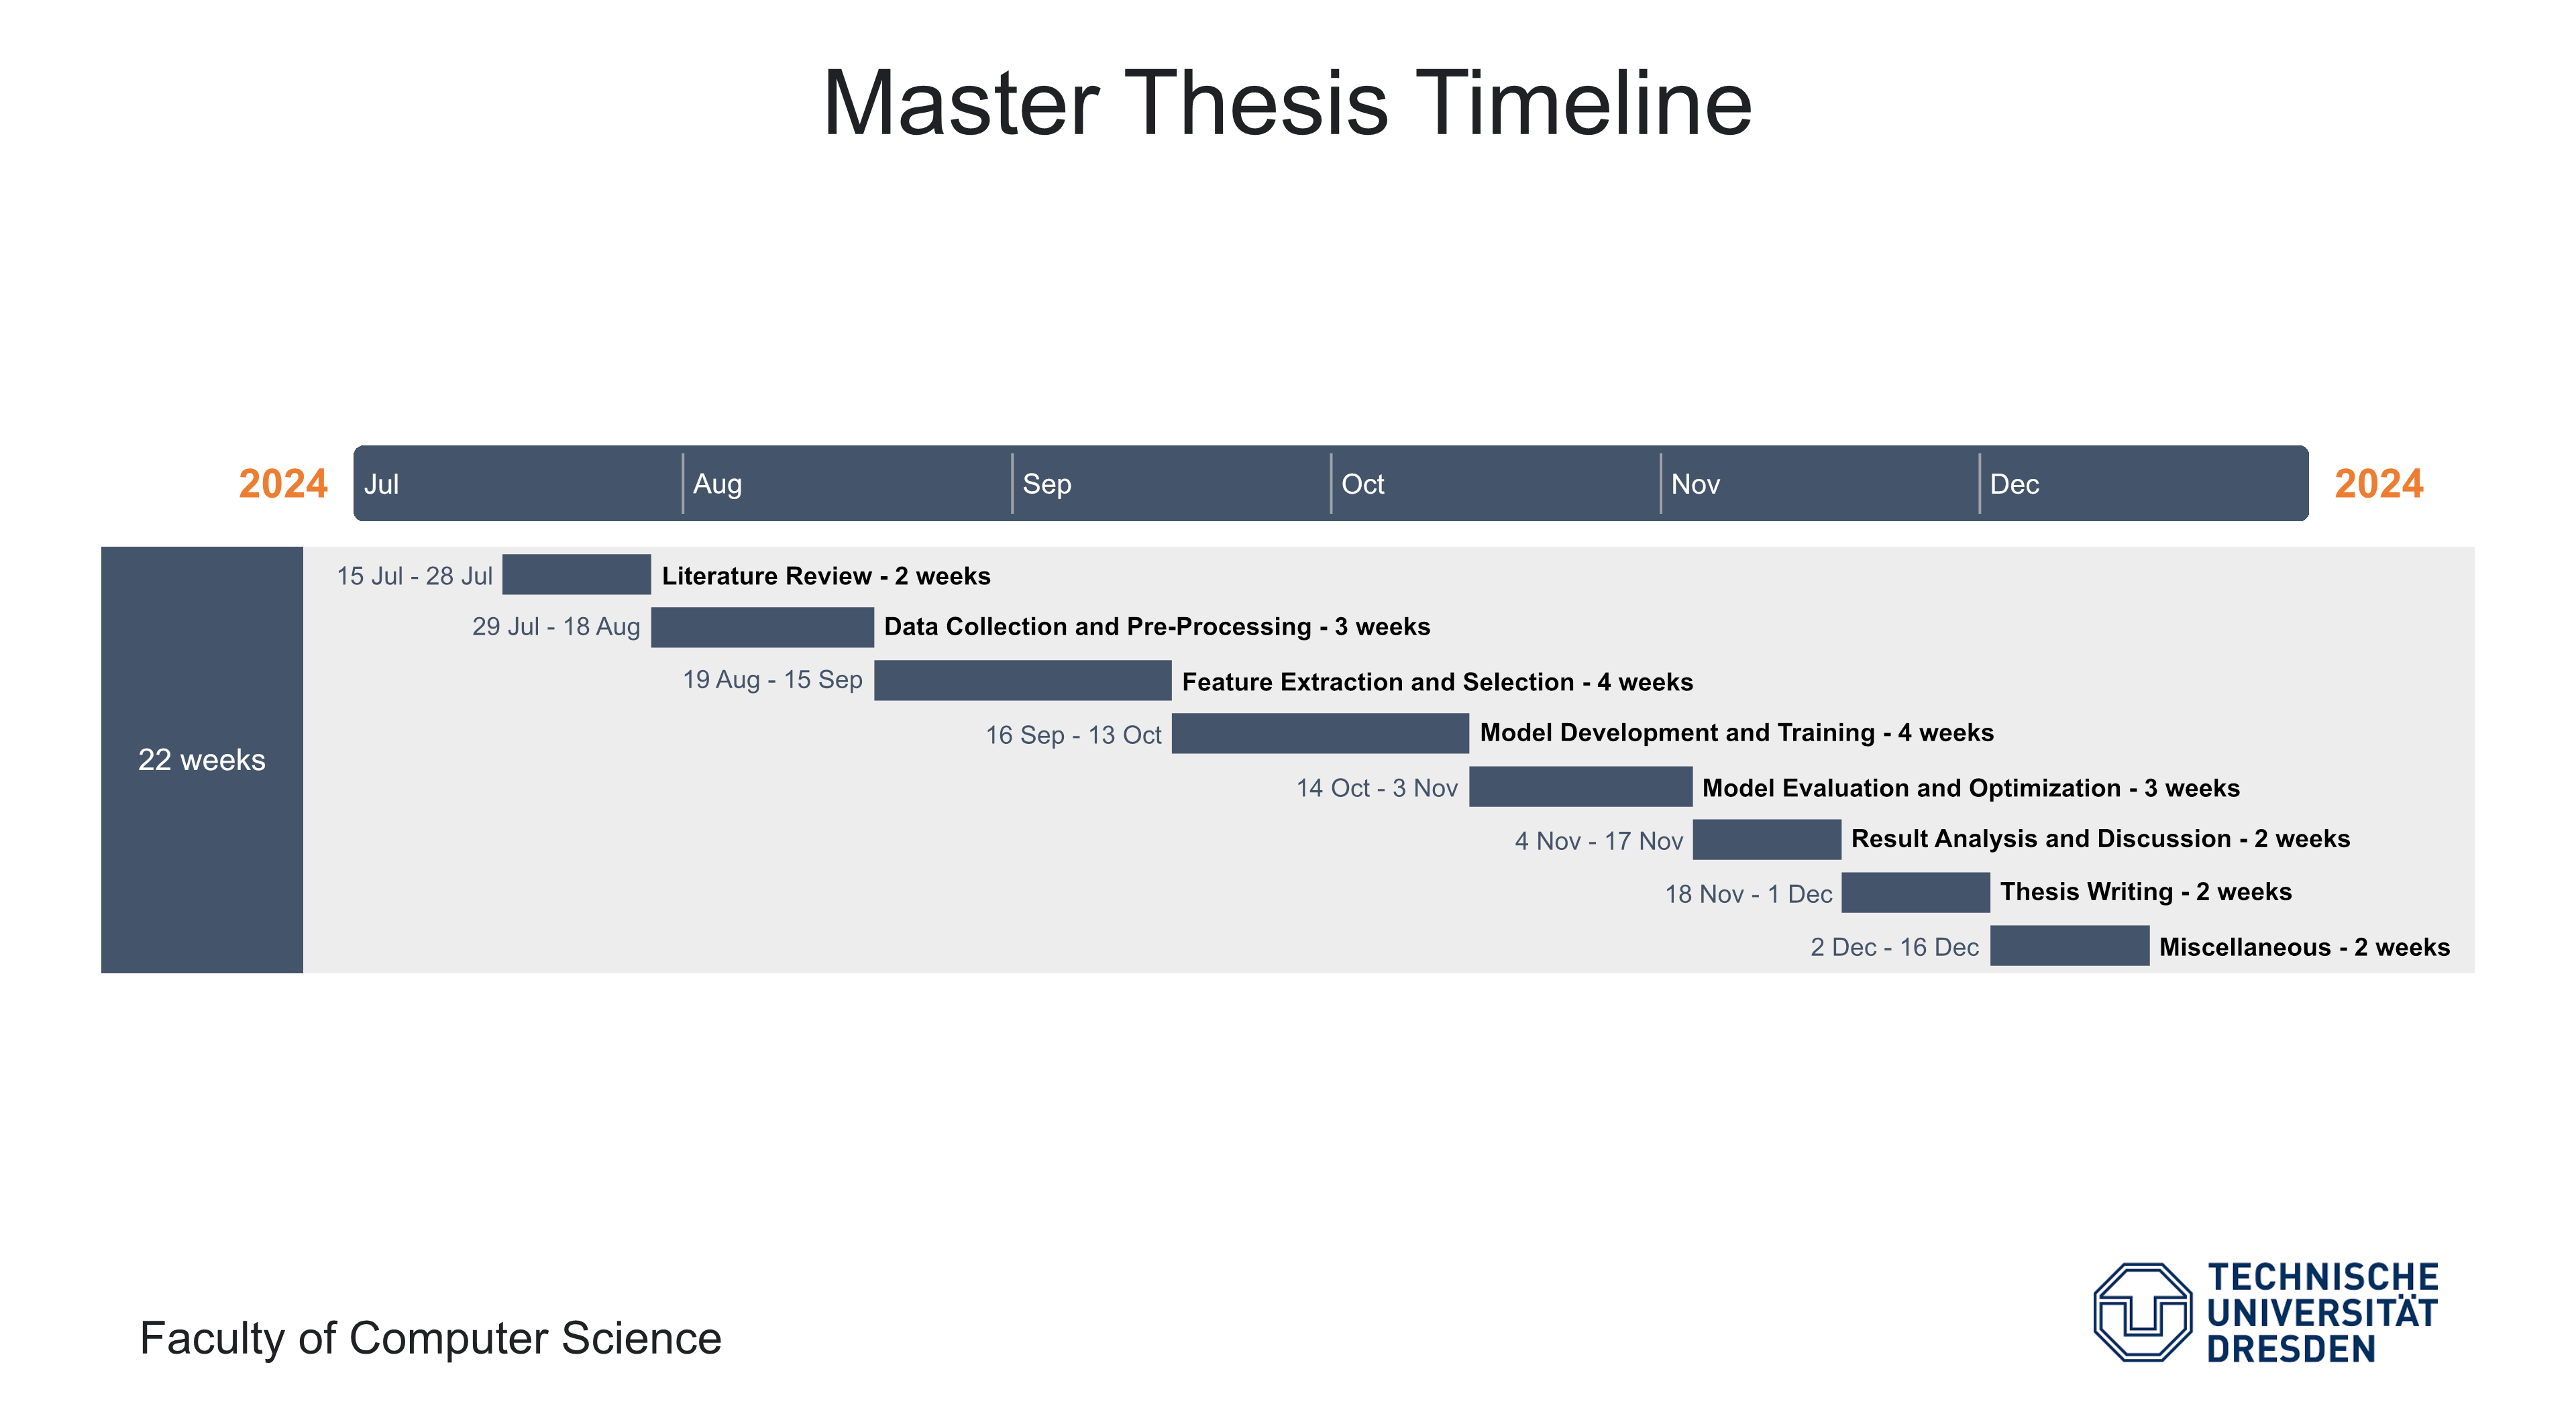 Master Thesis Timeline
2024 Jul Aug Sep Oct Nov Dec 2024
22 weeks
15 Jul - 28 Jul Literature Review - 2 weeks
29 Jul - 18 Aug Data Collection and Pre-Processing - 3 weeks
19 Aug - 15 Sep Feature Extraction and Selection - 4 weeks
16 Sep - 13 Oct Model Development and Training - 4 weeks
14 Oct - 3 Nov Model Evaluation and Optimization - 3 weeks
4 Nov - 17 Nov Result Analysis and Discussion - 2 weeks
18 Nov - 1 Dec Thesis Writing - 2 weeks
2 Dec - 16 Dec Miscellaneous - 2 weeks
Faculty of Computer Science
TECHNISCHE
UNIVERSITÄT
DRESDEN